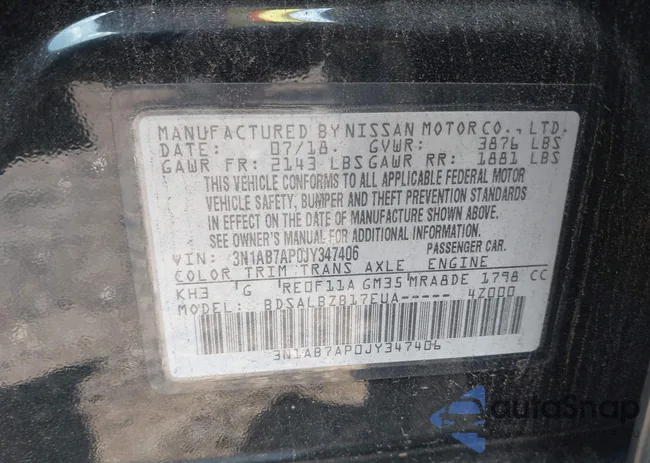 MANUFACTURED BY NISSAN MOTOR CO., LTD.
DATE: 07/18 GVWR: 3876 LBS
GAWR FR: 2143 LBS GAWR RR: 1881 LBS
THIS VEHICLE CONFORMS TO ALL APPLICABLE FEDERAL MOTOR
VEHICLE SAFETY, BUMPER AND THEFT PREVENTION STANDARDS
IN EFFECT ON THE DATE OF MANUFACTURE SHOWN ABOVE.
SEE OWNER'S MANUAL FOR ADDITIONAL INFORMATION.
VIN: 3N1AB7AP0JY347406 PASSENGER CAR.
COLOR TRIM TRANS AXLE ENGINE
KH3 G RE0F11A GM35 MRA8DE 1798 CC
MODEL: BDSALBZB17EUA----- 4Z000
3N1AB7AP0JY347406
autoSnap